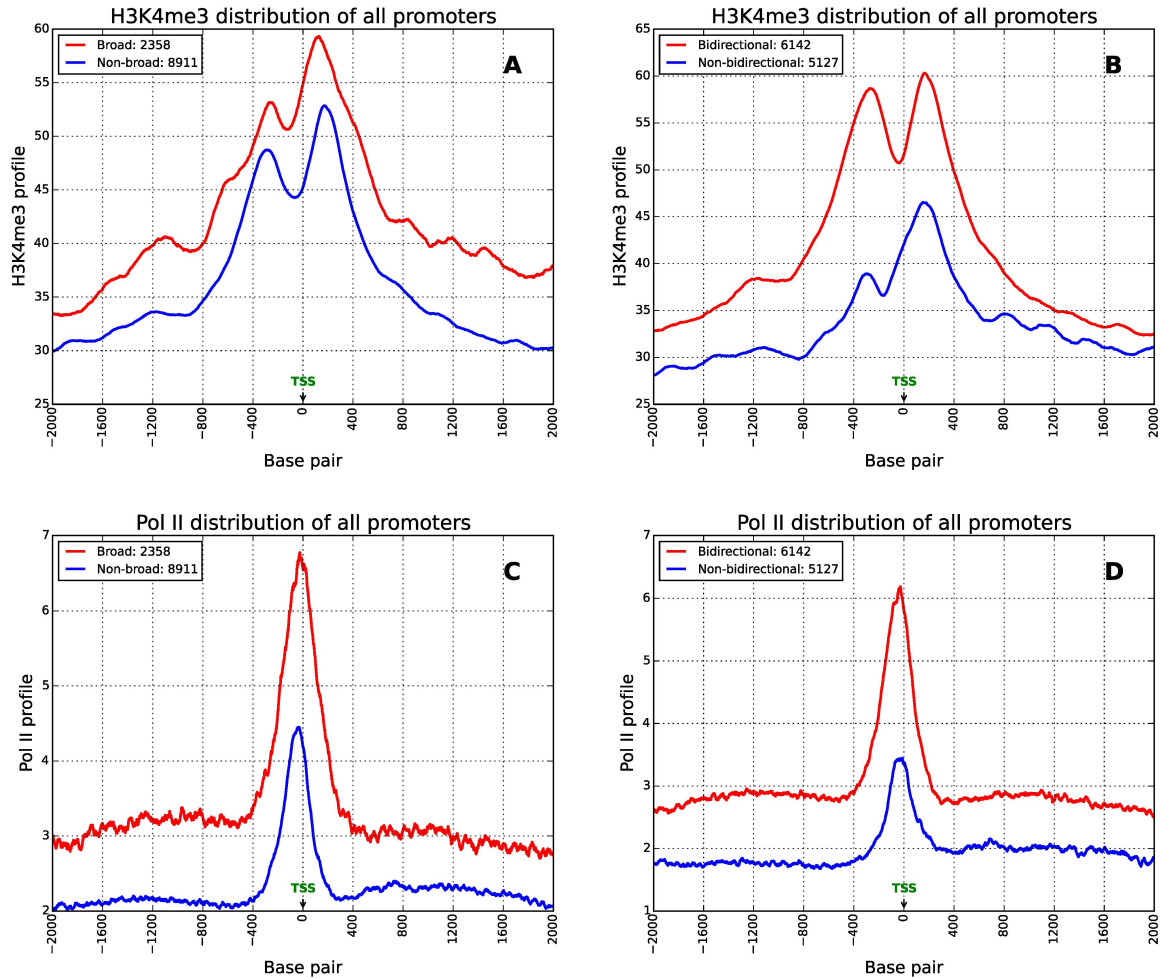 H3K4me3 distribution of all promoters
60
55
50
45
40
35
30
25
H3K4me3 profile
Broad: 2358
Non-broad: 8911
A
TSS
−2000
−1600
−1200
−800
−400
0
400
800
1200
1600
2000
Base pair
H3K4me3 distribution of all promoters
65
60
55
50
45
40
35
30
25
H3K4me3 profile
Bidirectional: 6142
Non-bidirectional: 5127
B
TSS
−2000
−1600
−1200
−800
−400
0
400
800
1200
1600
2000
Base pair
Pol II distribution of all promoters
7
6
5
4
3
2
Pol II profile
Broad: 2358
Non-broad: 8911
C
TSS
−2000
−1600
−1200
−800
−400
0
400
800
1200
1600
2000
Base pair
Pol II distribution of all promoters
7
6
5
4
3
2
1
Pol II profile
Bidirectional: 6142
Non-bidirectional: 5127
D
TSS
−2000
−1600
−1200
−800
−400
0
400
800
1200
1600
2000
Base pair